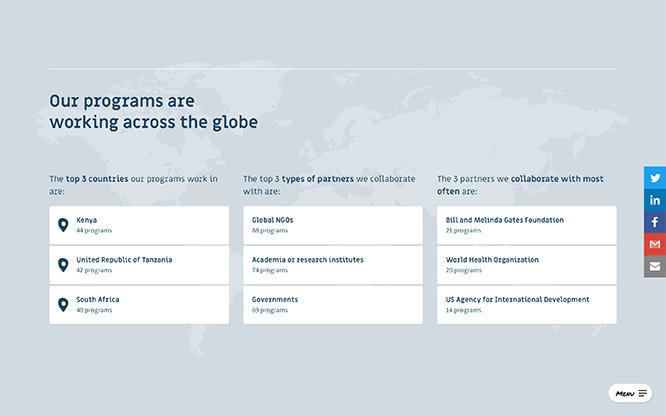 Our programs are
working across the globe
The top 3 countries our programs work in
are:
Kenya
44 programs
United Republic of Tanzania
42 programs
South Africa
40 programs
The top 3 types of partners we collaborate
with are:
Global NGOs
88 programs
Academia or research institutes
74 programs
Governments
69 programs
The 3 partners we collaborate with most
often are:
Bill and Melinda Gates Foundation
21 programs
World Health Organization
20 programs
US Agency for International Development
14 programs
Menu